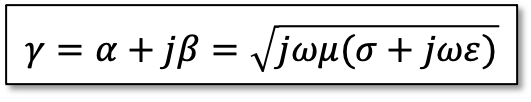 γ = α + jβ = √jωμ(σ + jωε)